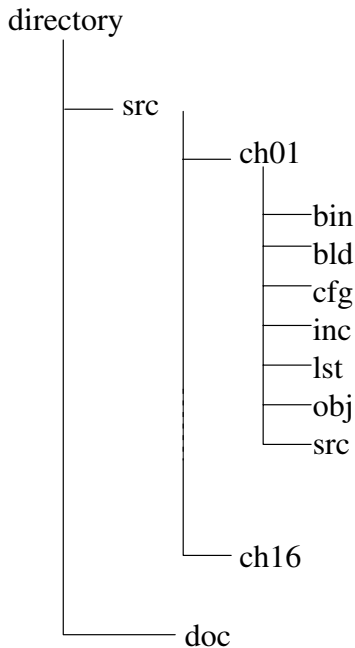 directory
src
ch01
bin
bld
cfg
inc
lst
obj
src
ch16
doc